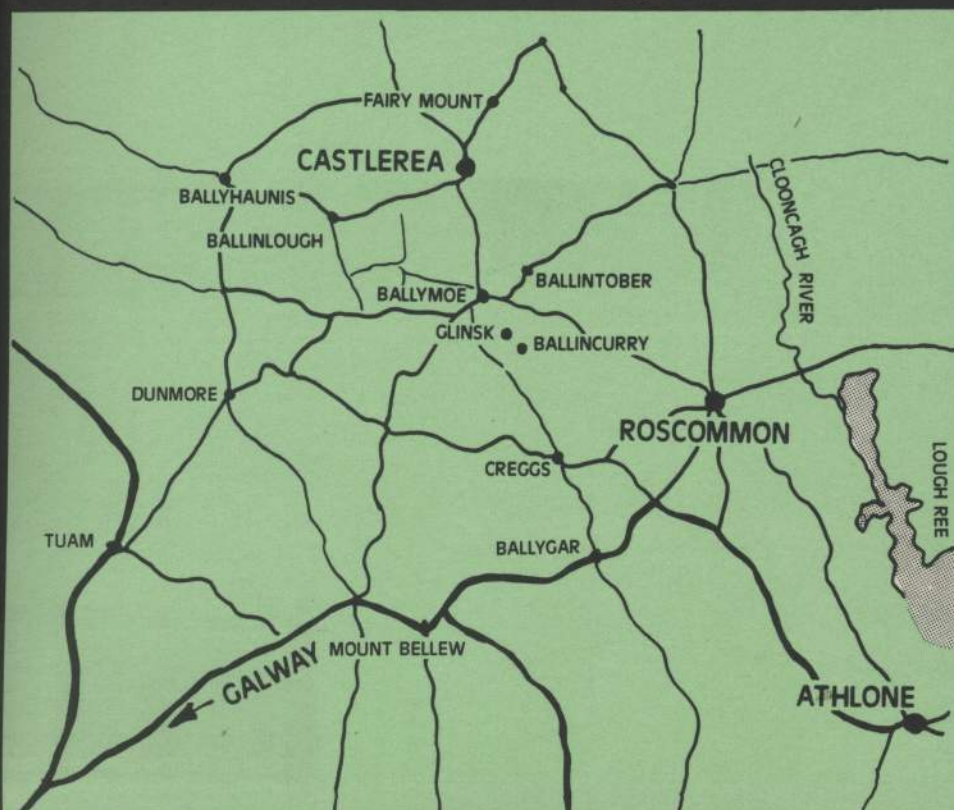 FAIRY MOUNT
CASTLEREA
BALLYHAUNIS
BALLINLOUGH
CLOONCAGH RIVER
BALLINTOBER
BALLYMOE
GLINSK
BALLINCURRY
DUNMORE
ROSCOMMON
CREGGS
LOUGH REE
TUAM
BALLYGAR
MOUNT BELLEW
GALWAY
ATHLONE